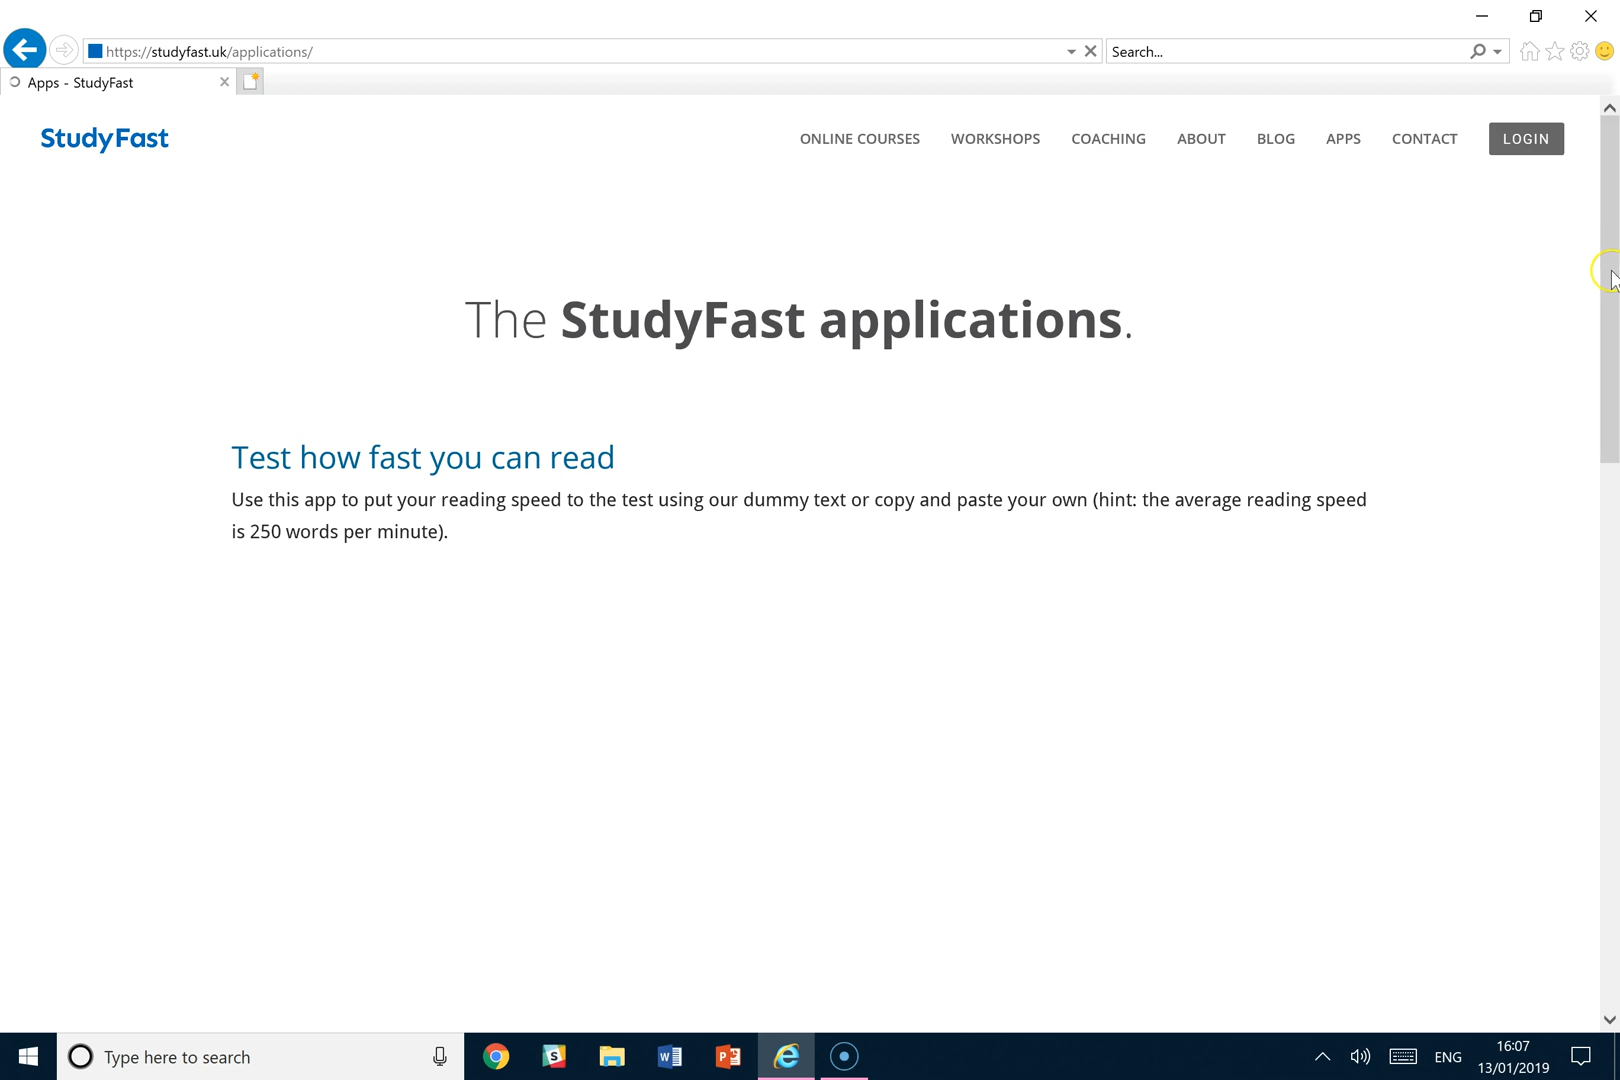 https://studyfast.uk/applications/
Search...
Apps - StudyFast
StudyFast
ONLINE COURSES
WORKSHOPS
COACHING
ABOUT
BLOG
APPS
CONTACT
LOGIN
The StudyFast applications.
Test how fast you can read
Use this app to put your reading speed to the test using our dummy text or copy and paste your own (hint: the average reading speed
is 250 words per minute).
Type here to search
ENG
16:07
13/01/2019